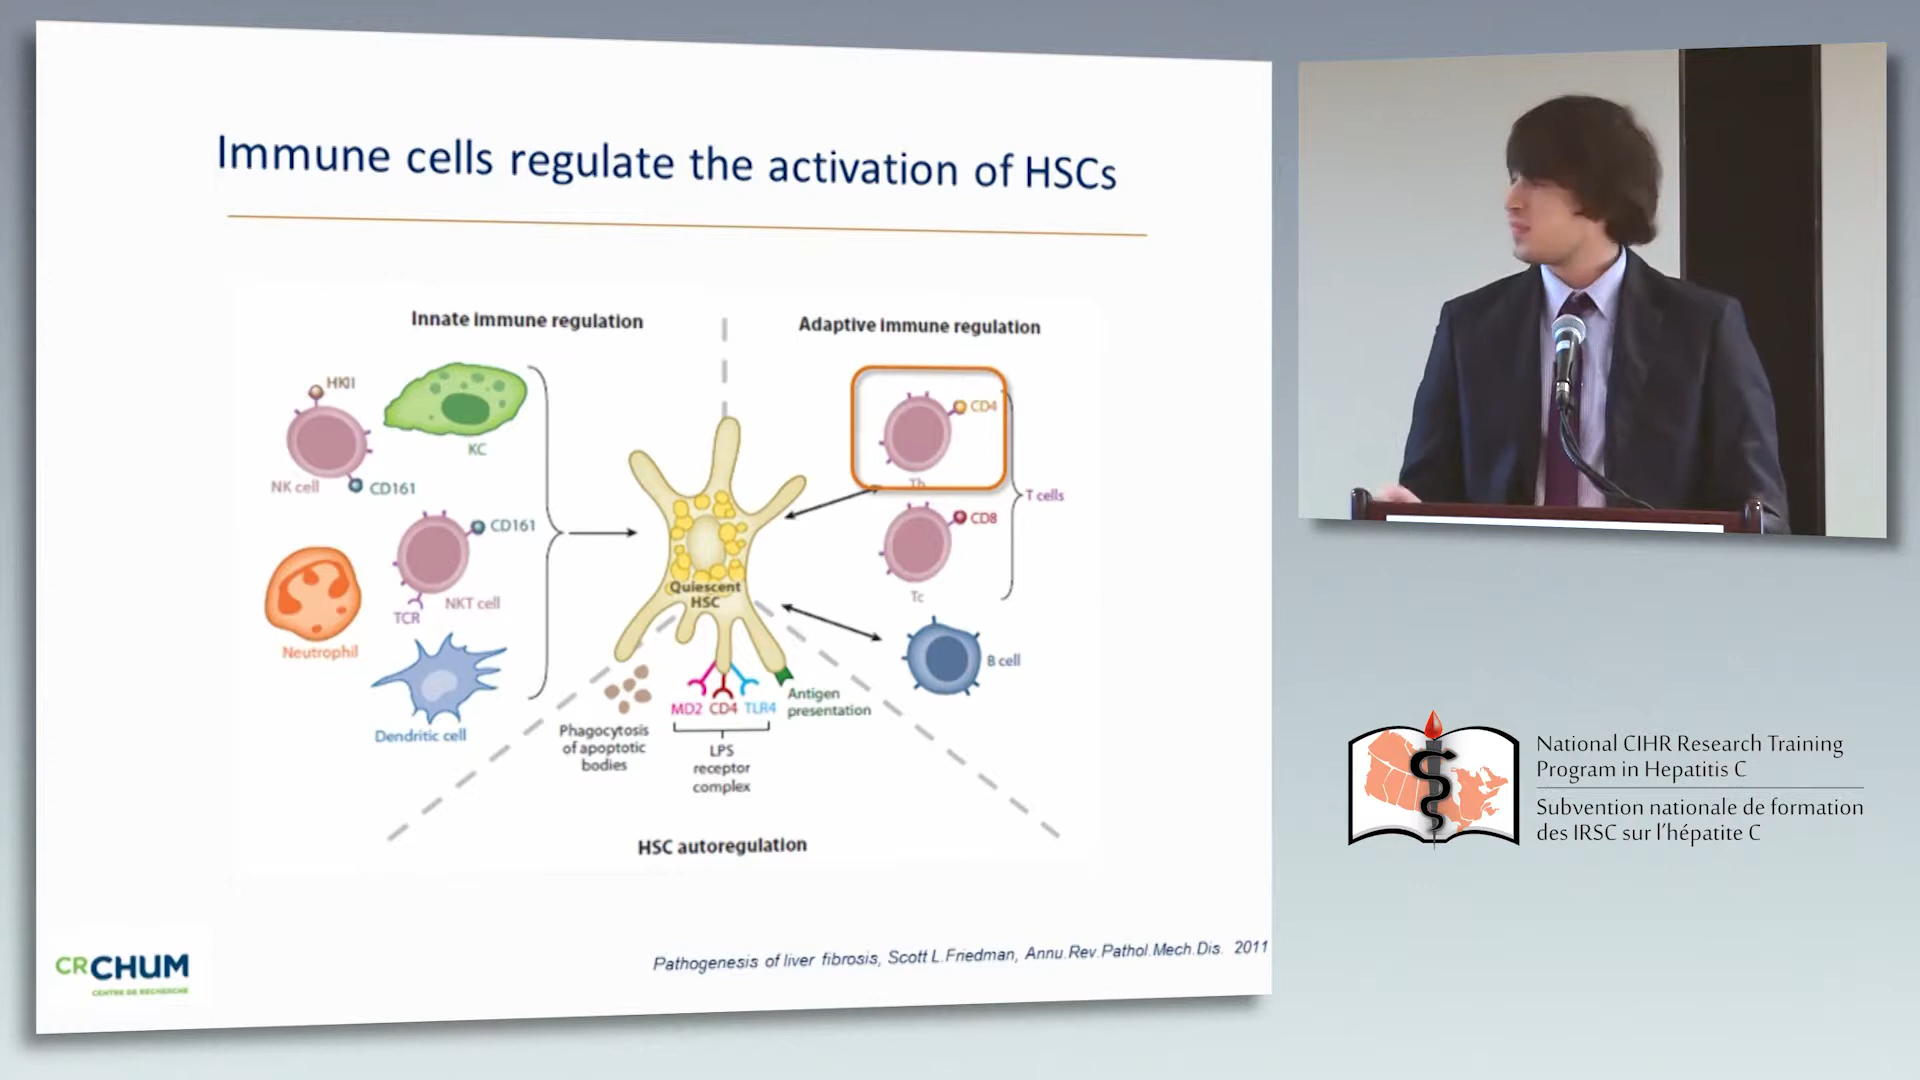 Immune cells regulate the activation of HSCs
Innate immune regulation
Adaptive immune regulation
HKII
KC
NK cell
CD161
CD161
TCR
NKT cell
Neutrophil
Dendritic cell
Quiescent
HSC
CD4
Th
CD8
Tc
T cells
B cell
Phagocytosis
of apoptotic
bodies
MD2 CD4 TLR4
LPS
receptor
complex
Antigen
presentation
HSC autoregulation
CRCHUM
CENTRE DE RECHERCHE
Pathogenesis of liver fibrosis, Scott L.Friedman, Annu.Rev.Pathol.Mech.Dis. 2011
National CIHR Research Training
Program in Hepatitis C
Subvention nationale de formation
des IRSC sur l'hépatite C